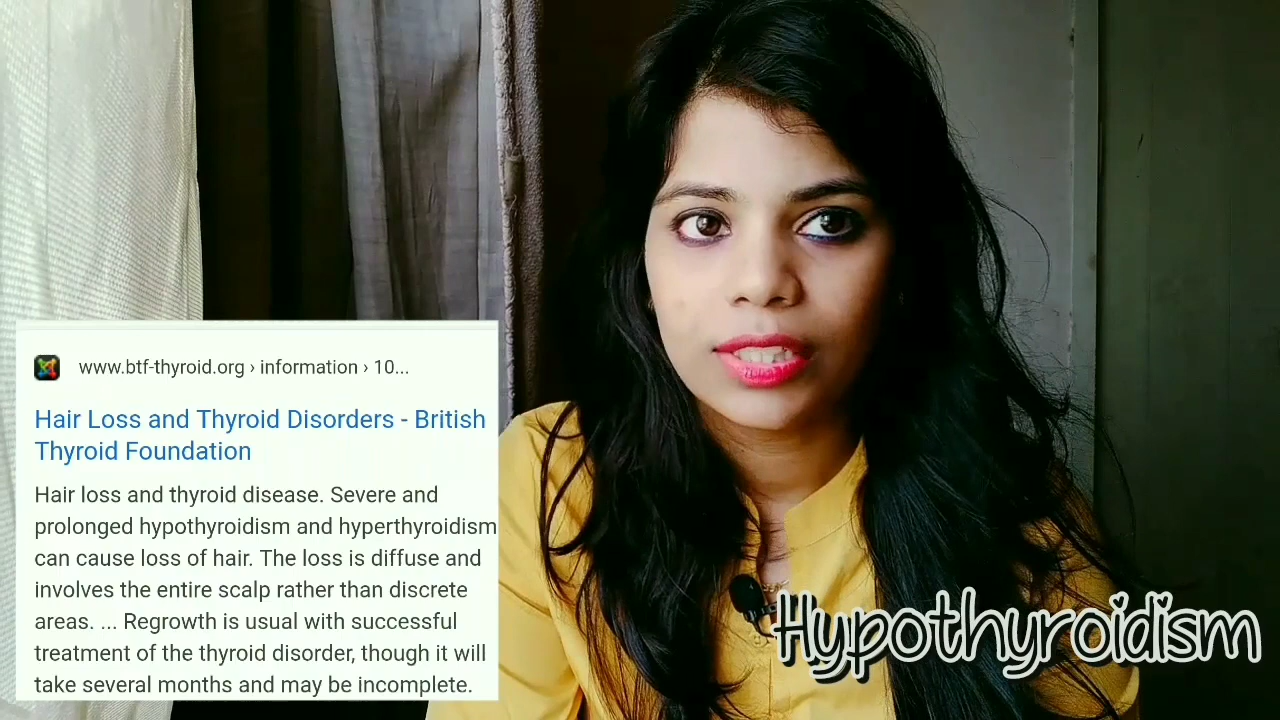 www.btf-thyroid.org › information › 10...
Hair Loss and Thyroid Disorders - British
Thyroid Foundation
Hair loss and thyroid disease. Severe and
prolonged hypothyroidism and hyperthyroidism
can cause loss of hair. The loss is diffuse and
involves the entire scalp rather than discrete
areas. ... Regrowth is usual with successful
treatment of the thyroid disorder, though it will
take several months and may be incomplete.
Hypothyroidism